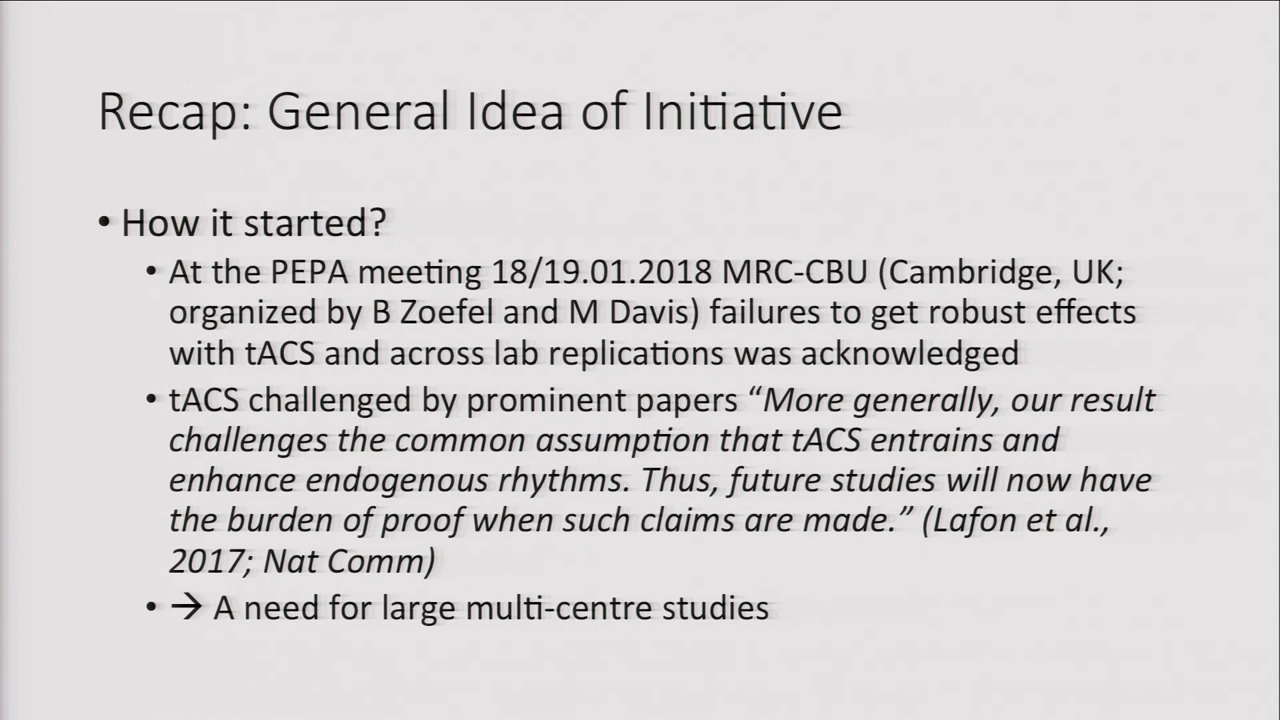 Recap: General Idea of Initiative
• How it started?
• At the PEPA meeting 18/19.01.2018 MRC-CBU (Cambridge, UK;
organized by B Zoefel and M Davis) failures to get robust effects
with tACS and across lab replications was acknowledged
• tACS challenged by prominent papers “More generally, our result
challenges the common assumption that tACS entrains and
enhance endogenous rhythms. Thus, future studies will now have
the burden of proof when such claims are made.” (Lafon et al.,
2017; Nat Comm)
• → A need for large multi-centre studies